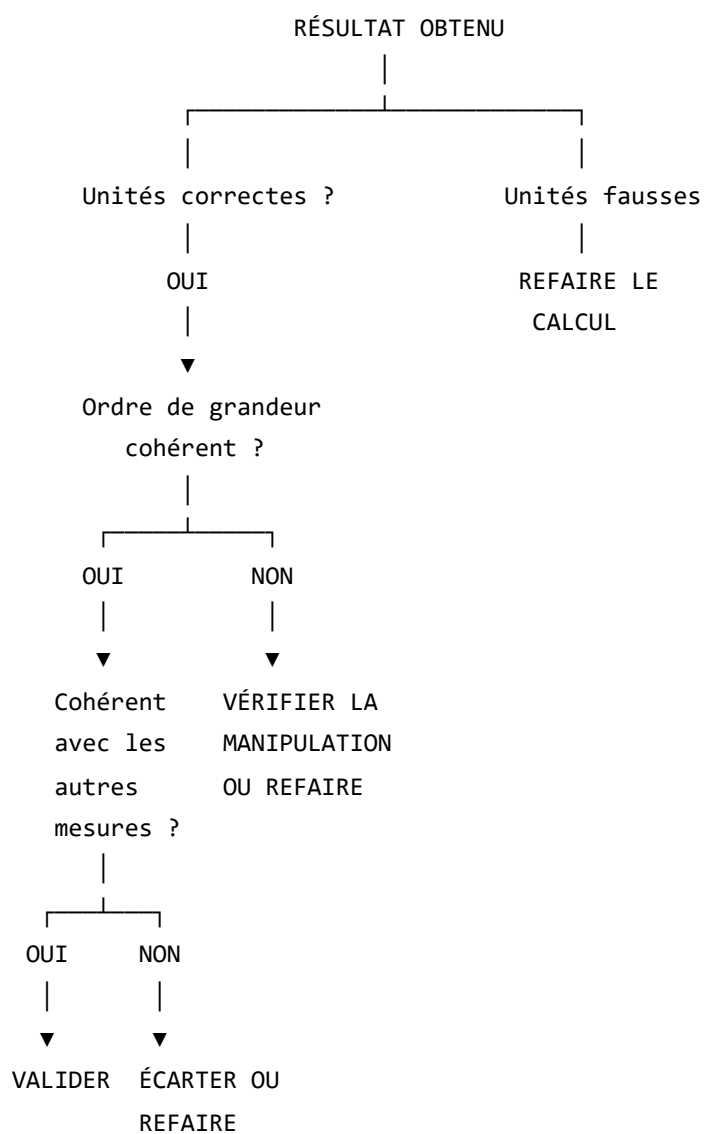 RÉSULTAT OBTENU
Unités correctes ? Unités fausses
OUI REFAIRE LE
CALCUL
Ordre de grandeur
cohérent ?
OUI NON
Cohérent VÉRIFIER LA
avec les MANIPULATION
autres OU REFAIRE
mesures ?
OUI NON
VALIDER ÉCARTER OU
REFAIRE